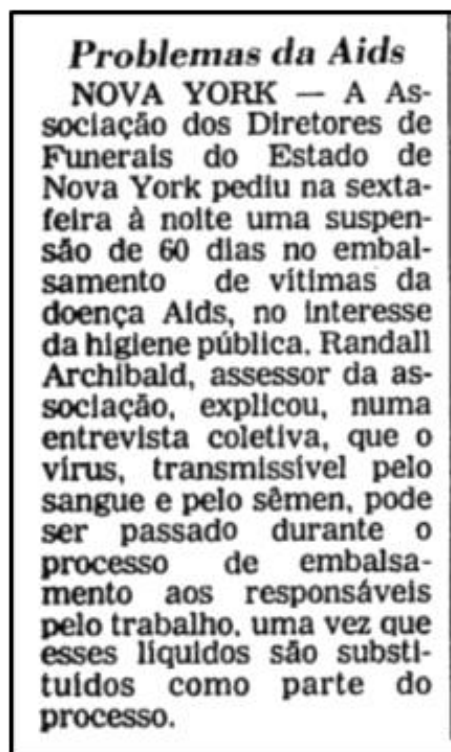 Problemas da Aids
NOVA YORK — A As-
sociação dos Diretores de
Funerais do Estado de
Nova York pediu na sexta-
feira à noite uma suspen-
são de 60 dias no embal-
samento de vítimas da
doença Aids, no interesse
da higiene pública. Randall
Archibald, assessor da as-
sociação, explicou, numa
entrevista coletiva, que o
vírus, transmissível pelo
sangue e pelo sêmen, pode
ser passado durante o
processo de embalsa-
mento aos responsáveis
pelo trabalho, uma vez que
esses líquidos são substi-
tuídos como parte do
processo.